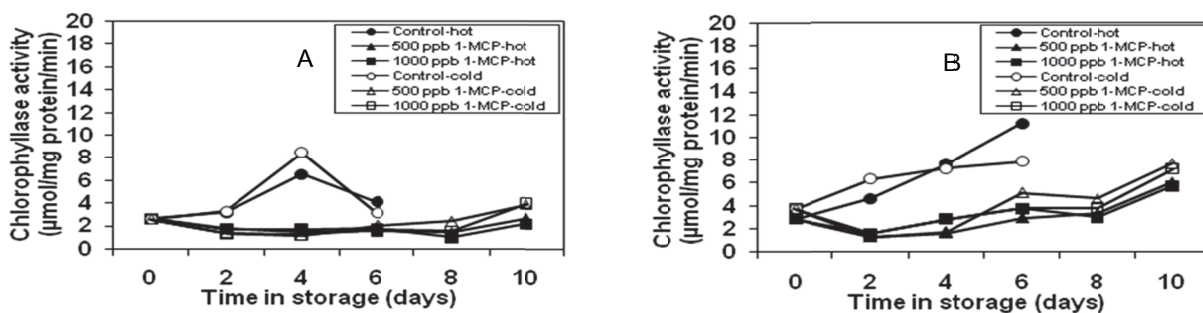 Chlorophyllase activity
(µmol/mg protein/min)
20
18
16
14
12
10
8
6
4
2
0
A
Control-hot
500 ppb 1-MCP-hot
1000 ppb 1-MCP-hot
Control-cold
500 ppb 1-MCP-cold
1000 ppb 1-MCP-cold
0 2 4 6 8 10
Time in storage (days)
Chlorophyllase activity
(µmol/mg protein/min)
20
18
16
14
12
10
8
6
4
2
0
B
Control-hot
500 ppb 1-MCP-hot
1000 ppb 1-MCP-hot
Control-cold
500 ppb 1-MCP-cold
1000 ppb 1-MCP-cold
0 2 4 6 8 10
Time in storage (days)